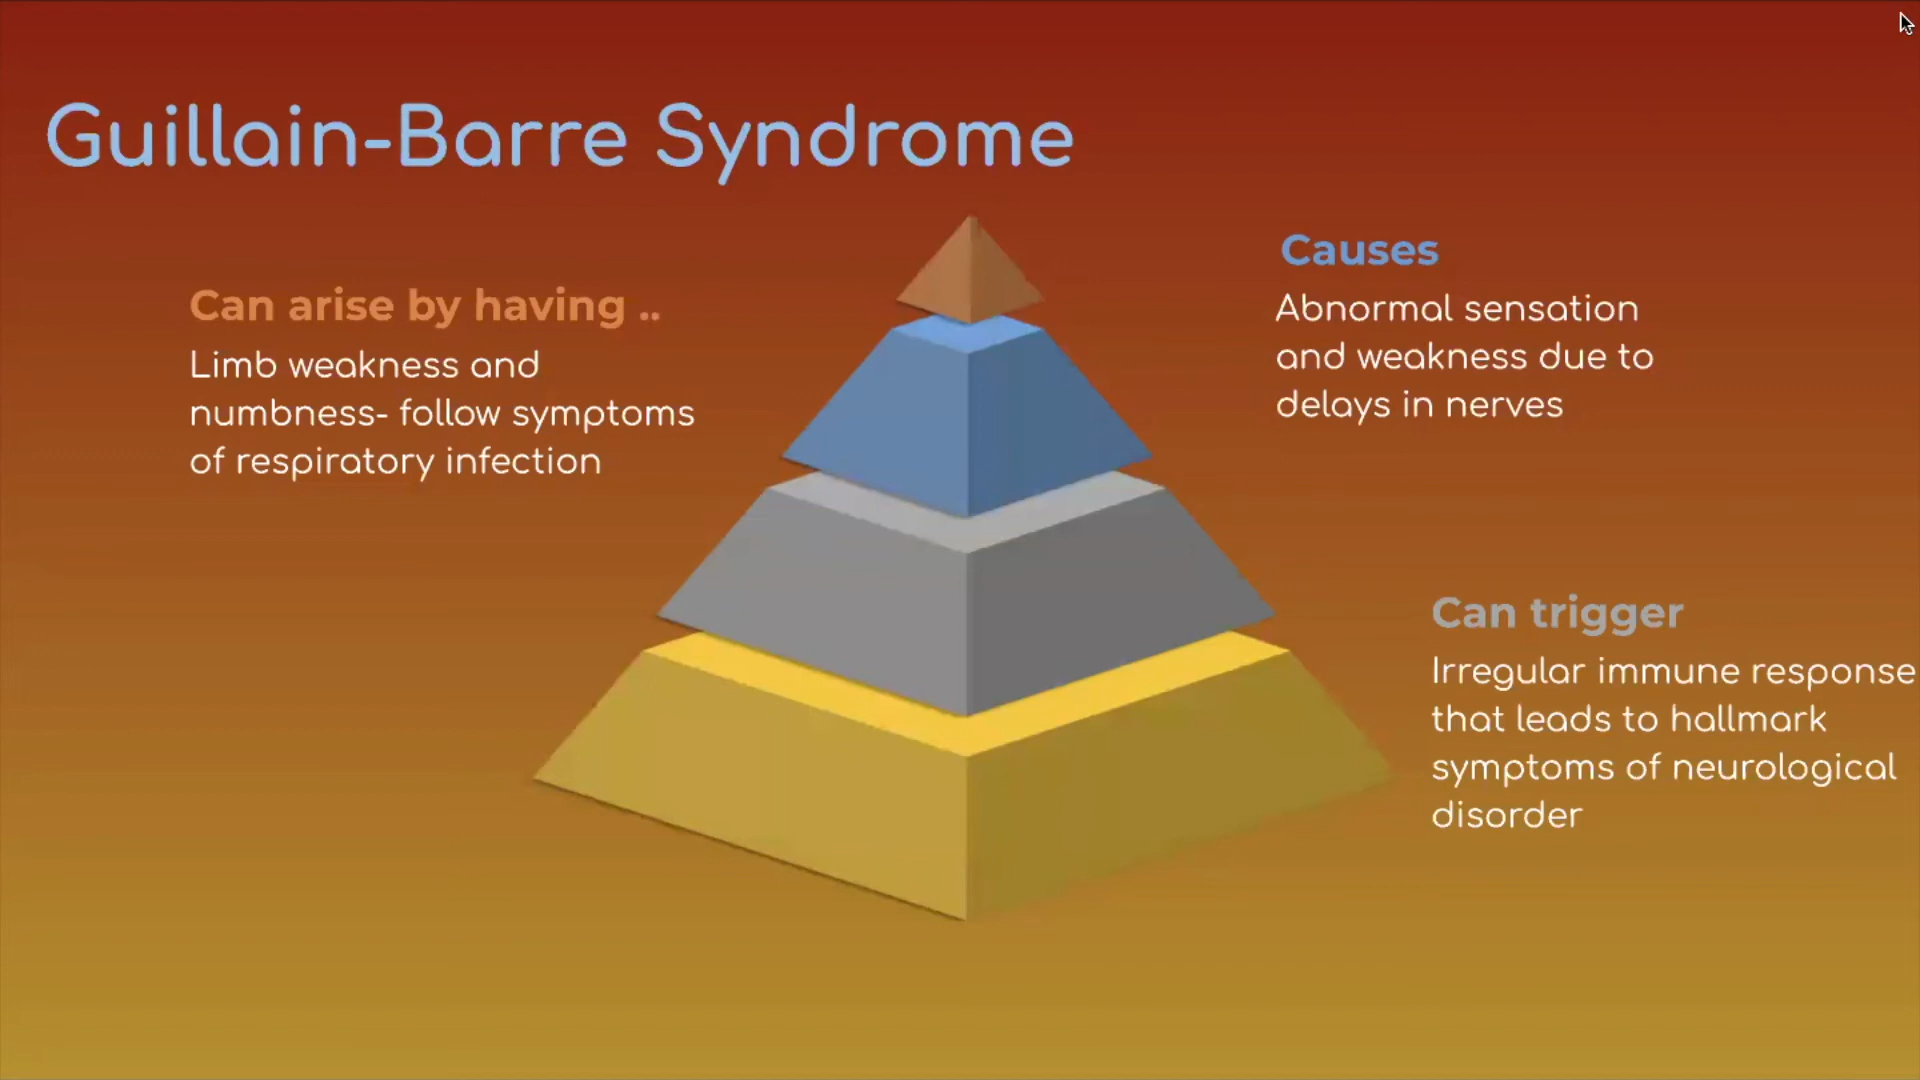 Guillain-Barre Syndrome
Can arise by having ..
Limb weakness and
numbness- follow symptoms
of respiratory infection
Causes
Abnormal sensation
and weakness due to
delays in nerves
Can trigger
Irregular immune response
that leads to hallmark
symptoms of neurological
disorder